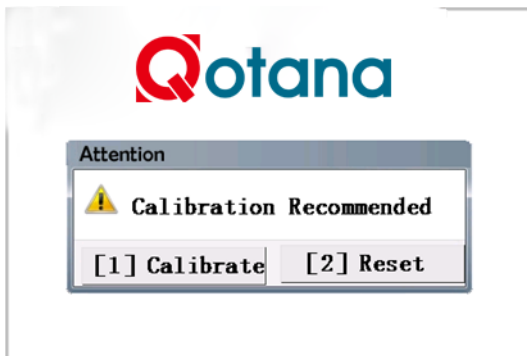 Qotana
Attention
Calibration Recommended
[1] Calibrate [2] Reset